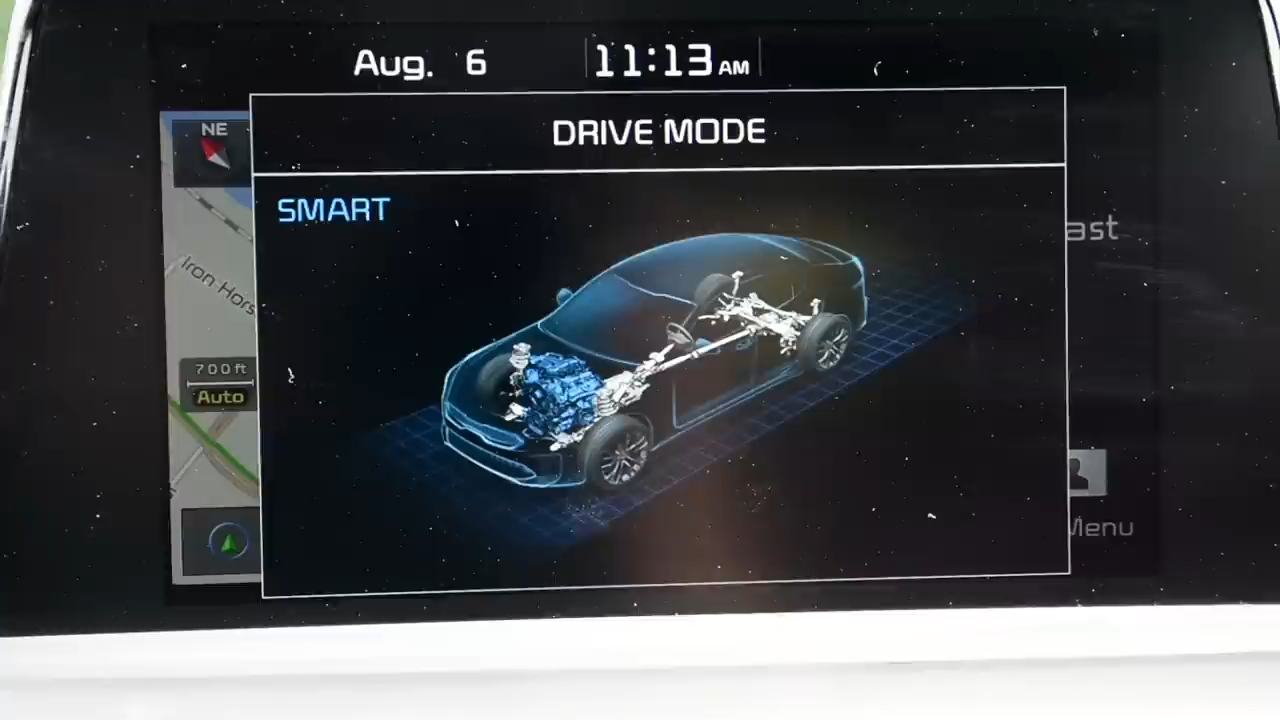 Aug. 6 11:13 AM
DRIVE MODE
NE
SMART
ast
Iron Hors
700 ft
Auto
Menu